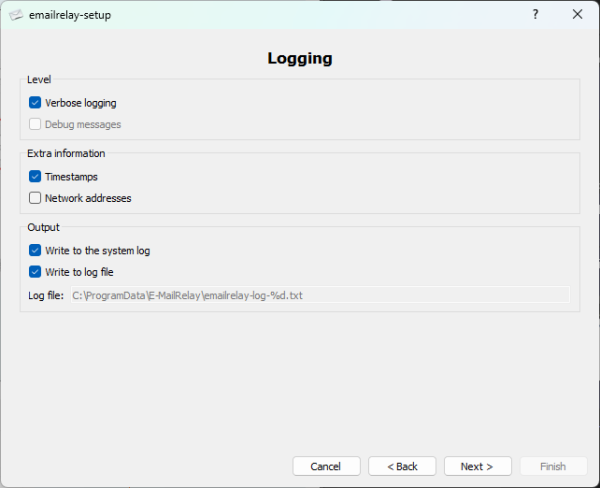 emailrelay-setup
?
Logging
Level
Verbose logging
Debug messages
Extra information
Timestamps
Network addresses
Output
Write to the system log
Write to log file
Log file: C:\ProgramData\E-MailRelay\emailrelay-log-%d.txt
Cancel < Back Next > Finish